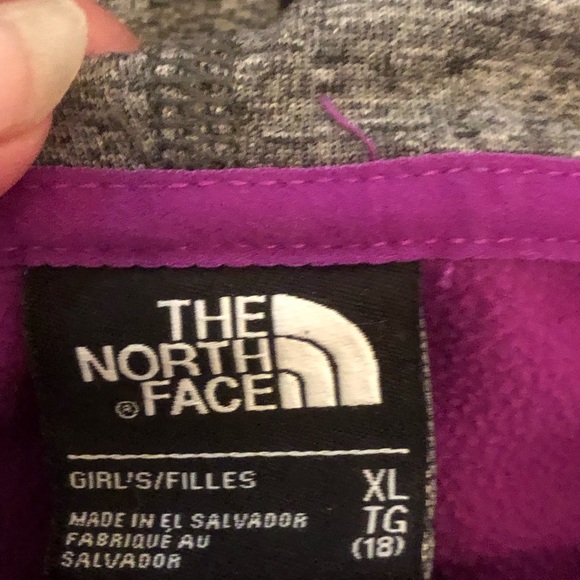 THE
NORTH
® FACE
GIRL'S/FILLES XL
MADE IN EL SALVADOR TG
FABRIQUE AU (18)
SALVADOR